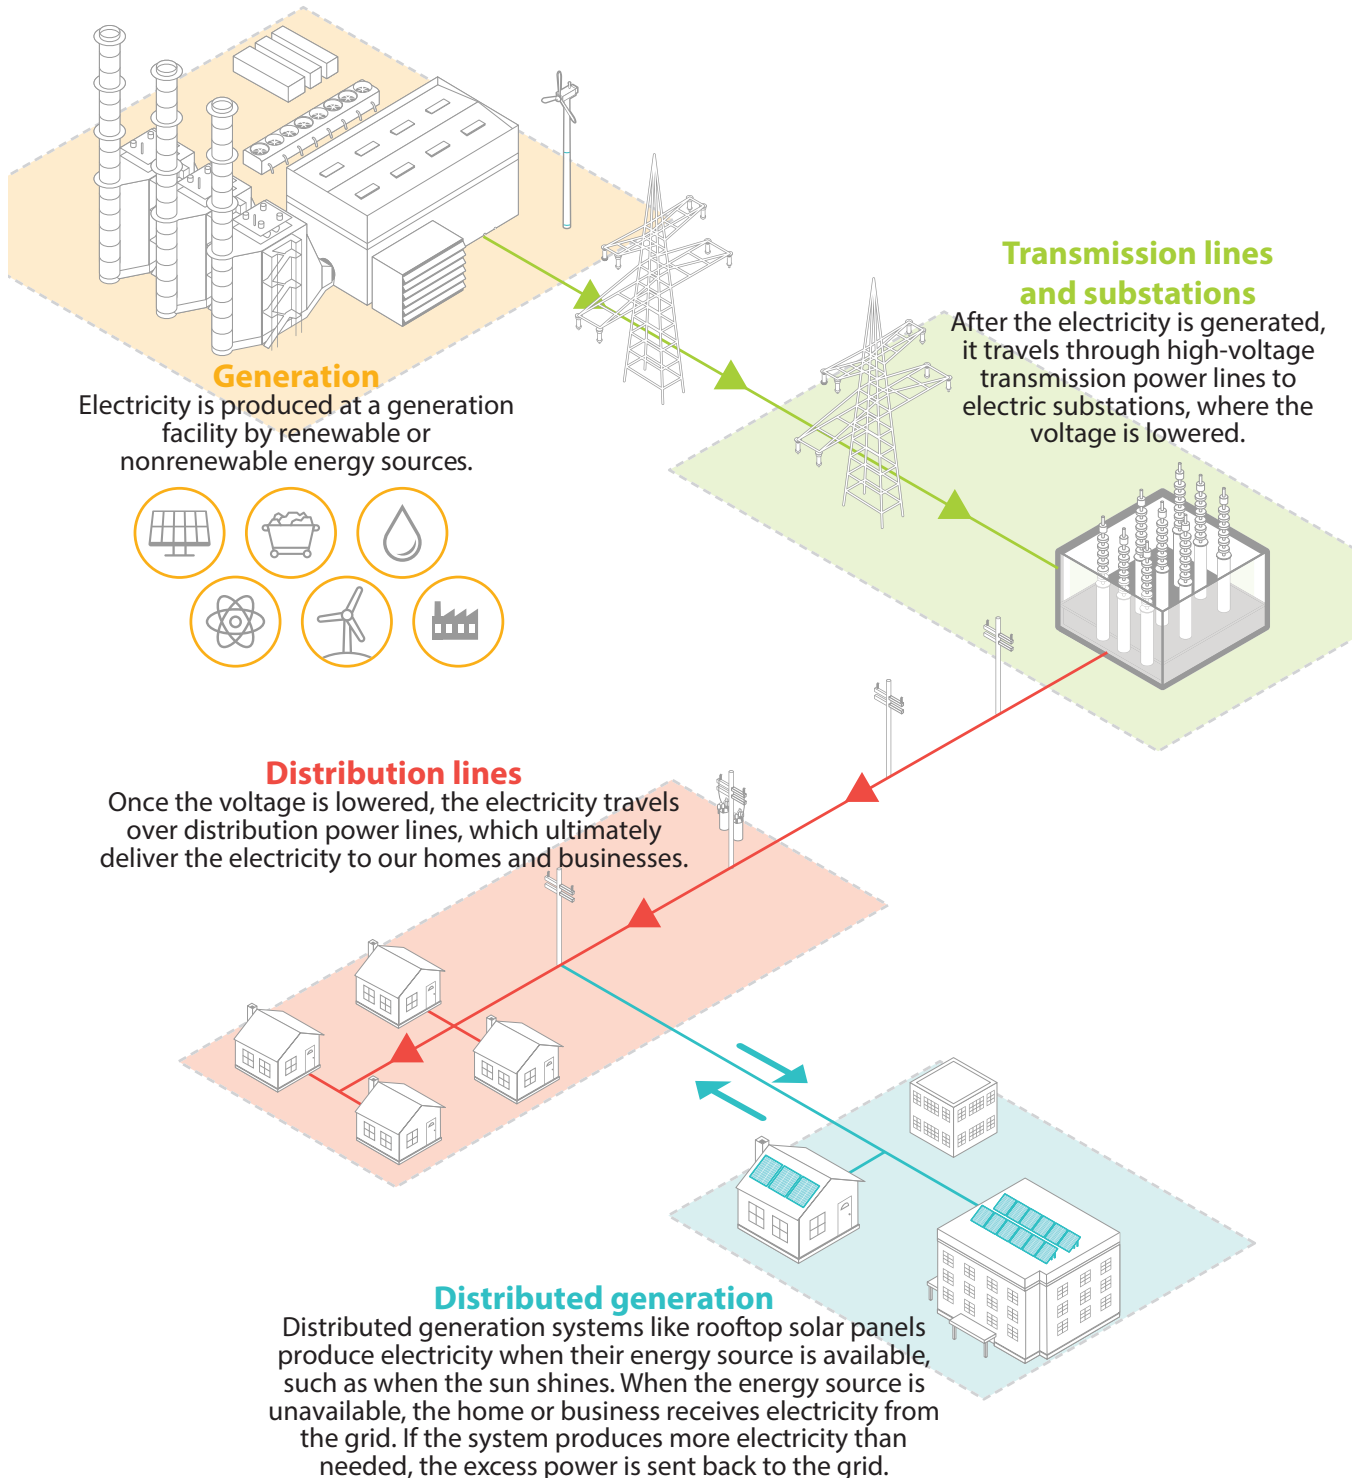 Transmission lines
and substations
After the electricity is generated,
it travels through high-voltage
transmission power lines to
electric substations, where the
voltage is lowered.
Generation
Electricity is produced at a generation
facility by renewable or
nonrenewable energy sources.
Distribution lines
Once the voltage is lowered, the electricity travels
over distribution power lines, which ultimately
deliver the electricity to our homes and businesses.
Distributed generation
Distributed generation systems like rooftop solar panels
produce electricity when their energy source is available,
such as when the sun shines. When the energy source is
unavailable, the home or business receives electricity from
the grid. If the system produces more electricity than
needed, the excess power is sent back to the grid.